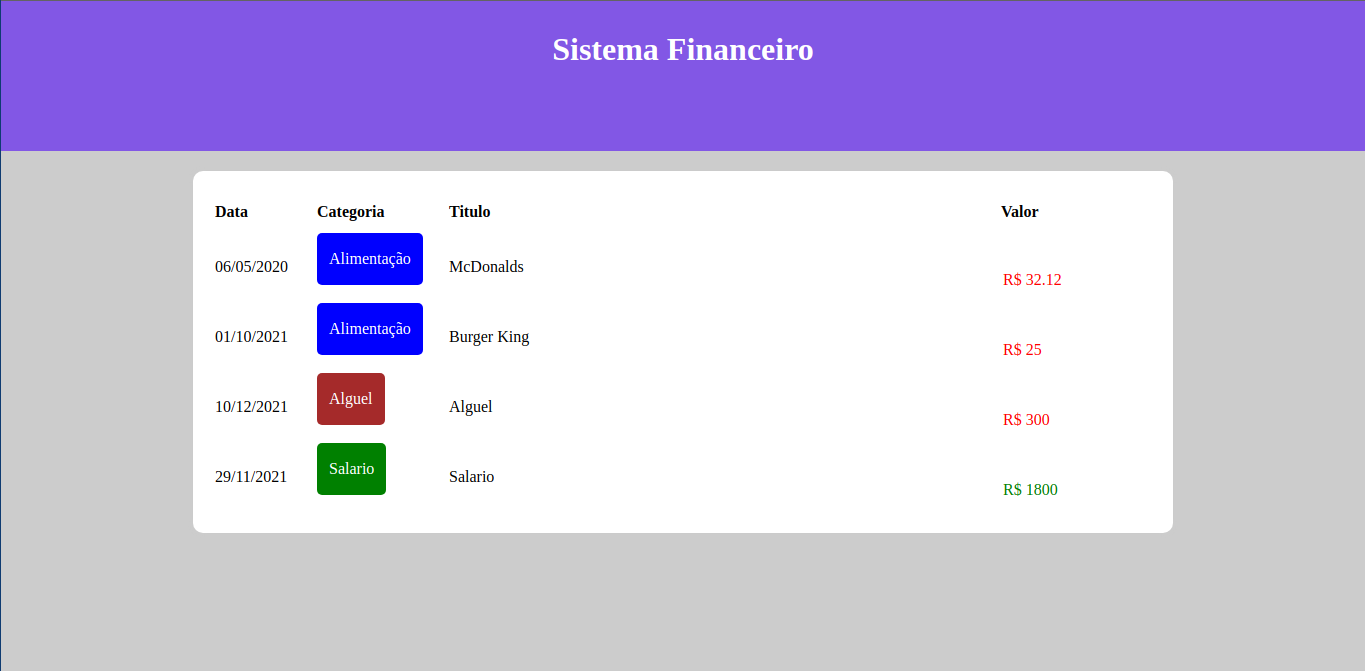 Sistema Financeiro
Data Categoria Titulo Valor
06/05/2020 Alimentação McDonalds R$ 32.12
01/10/2021 Alimentação Burger King R$ 25
10/12/2021 Alguel Alguel R$ 300
29/11/2021 Salario Salario R$ 1800